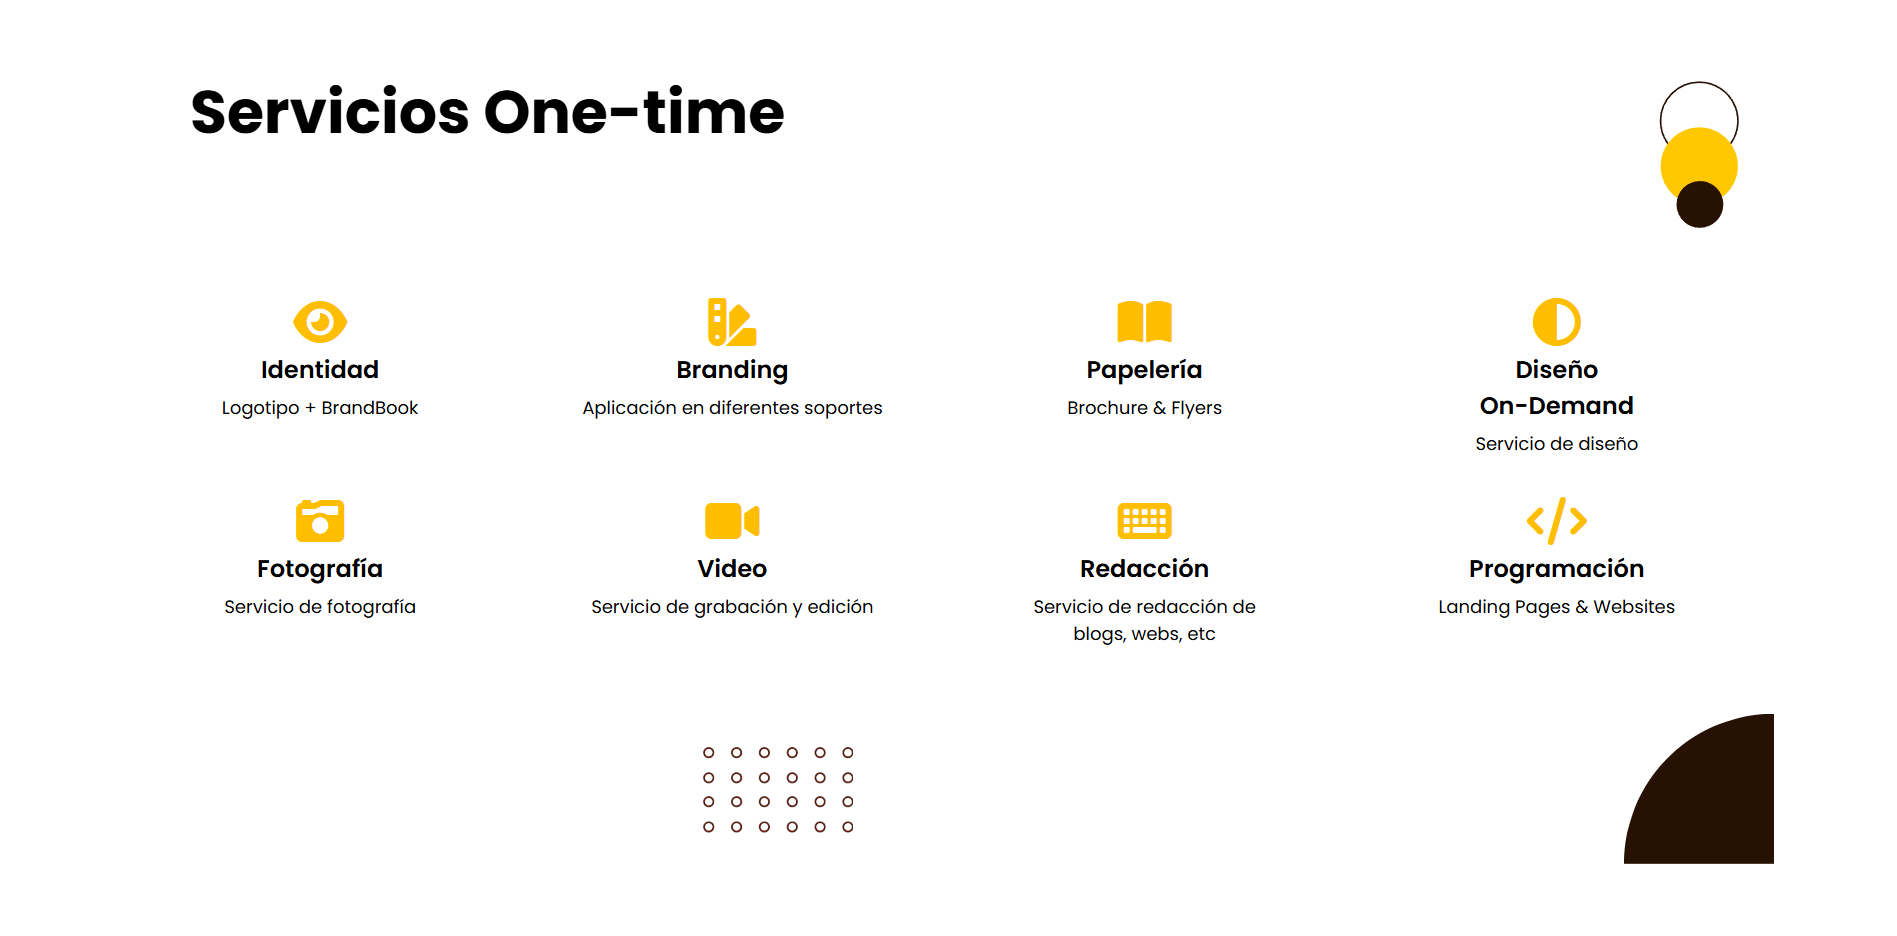 Servicios One-time
Identidad
Logotipo + BrandBook
Branding
Aplicación en diferentes soportes
Papelería
Brochure & Flyers
Diseño
On-Demand
Servicio de diseño
Fotografía
Servicio de fotografía
Video
Servicio de grabación y edición
Redacción
Servicio de redacción de
blogs, webs, etc
Programación
Landing Pages & Websites